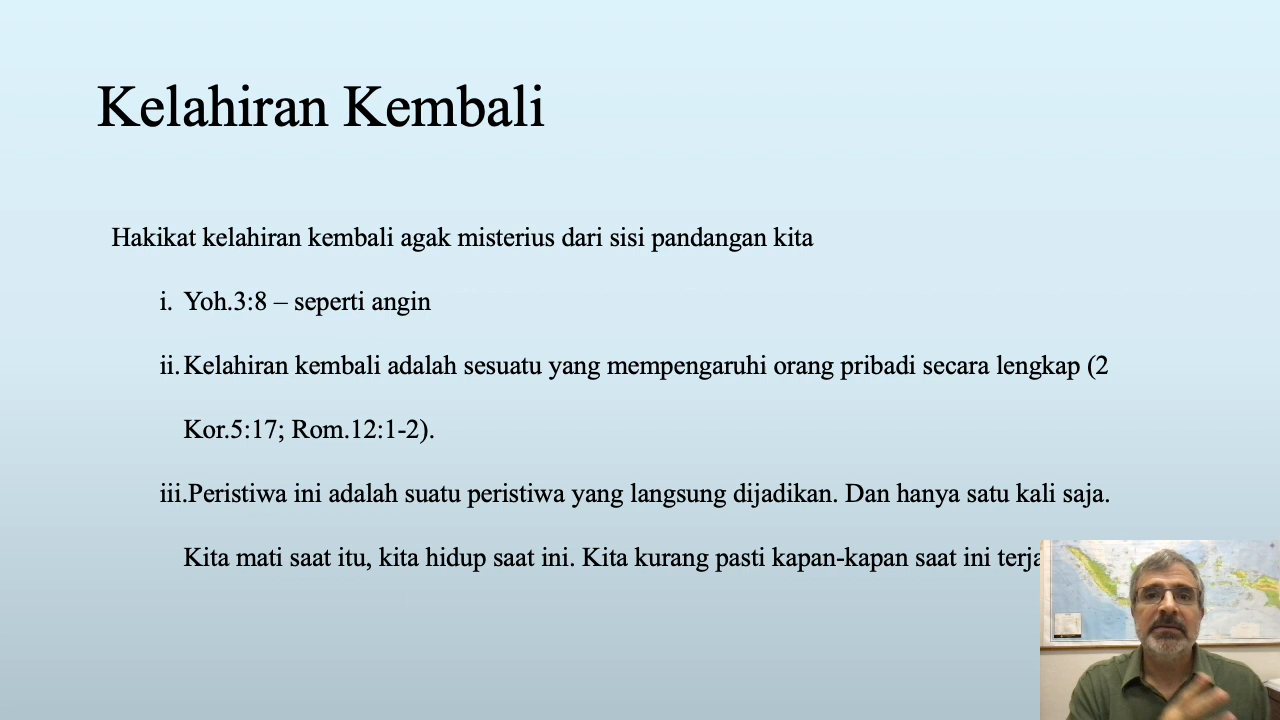 Kelahiran Kembali
Hakikat kelahiran kembali agak misterius dari sisi pandangan kita
i. Yoh.3:8 – seperti angin
ii. Kelahiran kembali adalah sesuatu yang mempengaruhi orang pribadi secara lengkap (2
Kor.5:17; Rom.12:1-2).
iii.Peristiwa ini adalah suatu peristiwa yang langsung dijadikan. Dan hanya satu kali saja.
Kita mati saat itu, kita hidup saat ini. Kita kurang pasti kapan-kapan saat ini